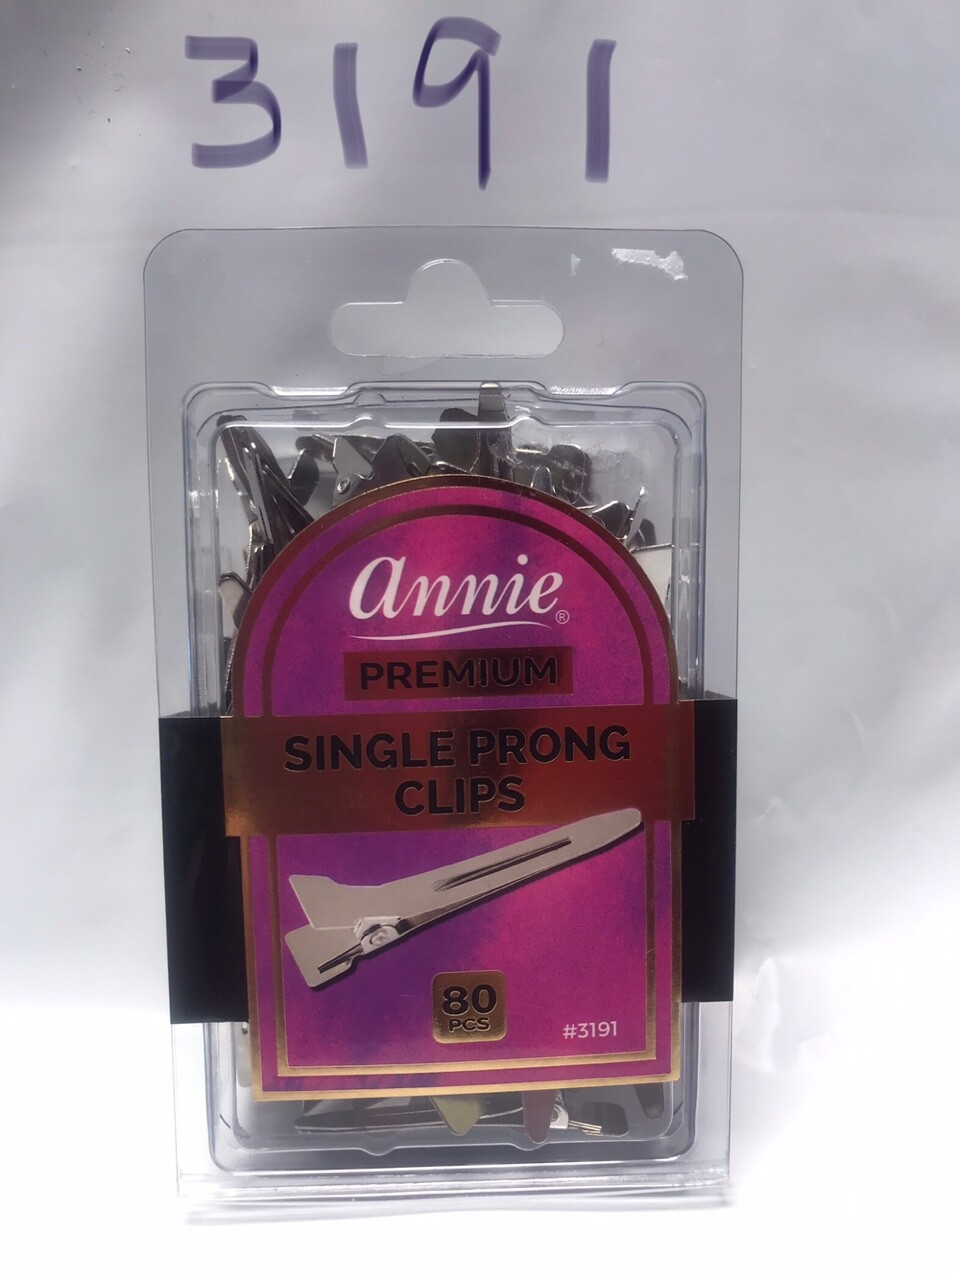 3191
annie®
PREMIUM
SINGLE PRONG
CLIPS
80
PCS
#3191